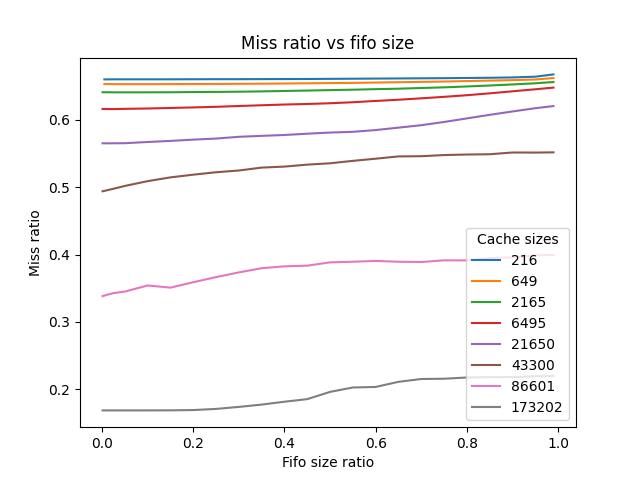 Miss ratio vs fifo size
Miss ratio
0.6
0.5
0.4
0.3
0.2
Cache sizes
216
649
2165
6495
21650
43300
86601
173202
0.0 0.2 0.4 0.6 0.8 1.0
Fifo size ratio